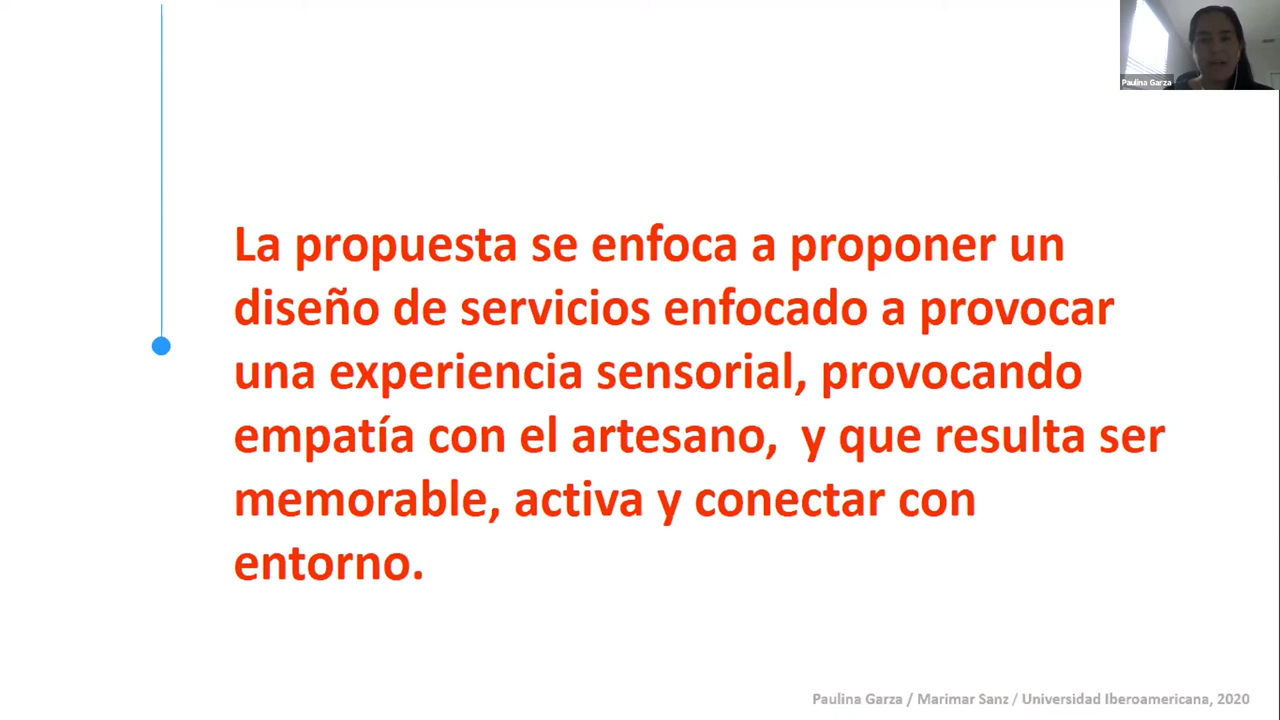 Paulina Garza
La propuesta se enfoca a proponer un
diseño de servicios enfocado a provocar
una experiencia sensorial, provocando
empatía con el artesano,  y que resulta ser
memorable, activa y conectar con
entorno.
Paulina Garza / Marimar Sanz / Universidad Iberoamericana, 2020